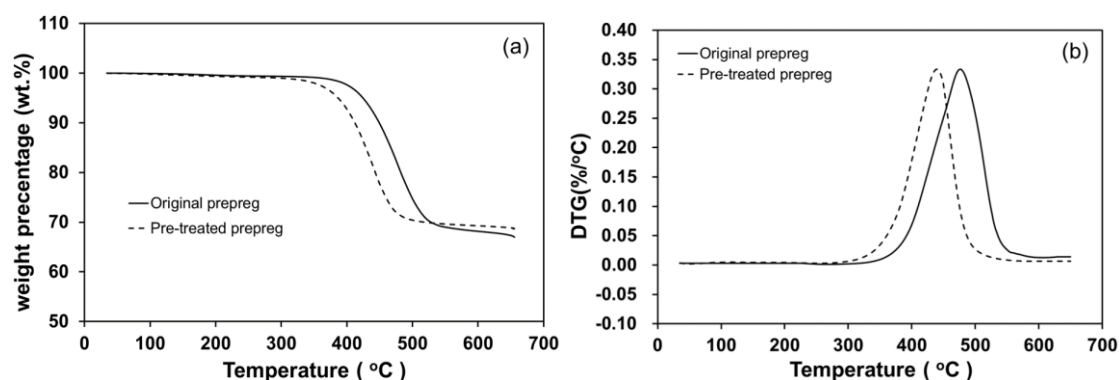 110
100
90
80
70
60
50
weight precentage (wt.%)
(a)
Original prepreg
Pre-treated prepreg
0 100 200 300 400 500 600 700
Temperature ( °C)
0.40
0.35
0.30
0.25
0.20
0.15
0.10
0.05
0.00
-0.05
-0.10
DTG(%/°C)
(b)
Original prepreg
Pre-treated prepreg
0 100 200 300 400 500 600 700
Temperature ( °C)